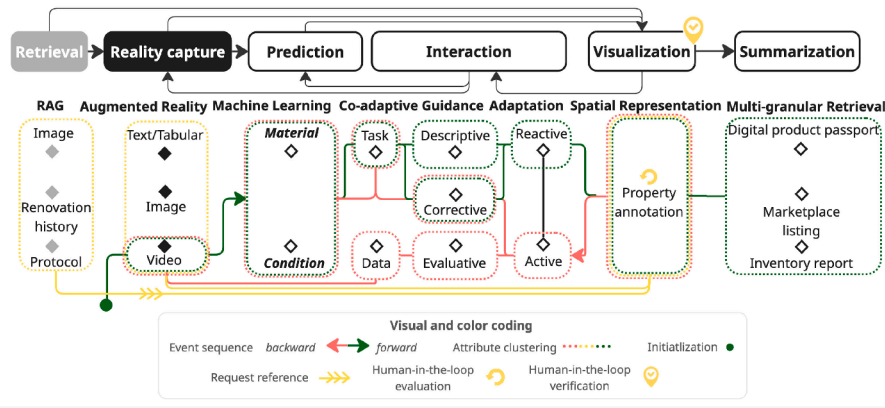 Retrieval Reality capture Prediction Interaction Visualization Summarization
RAG Augmented Reality Machine Learning Co-adaptive Guidance Adaptation Spatial Representation Multi-granular Retrieval
Image Text/Tabular Material Task Descriptive Reactive Digital product passport
Renovation
history
Image
Corrective
Property
annotation
Marketplace
listing
Protocol Video Condition Data Evaluative Active Inventory report
Visual and color coding
Event sequence backward forward Attribute clustering Initiatlization
Request reference Human-in-the-loop
evaluation
Human-in-the-loop
verification